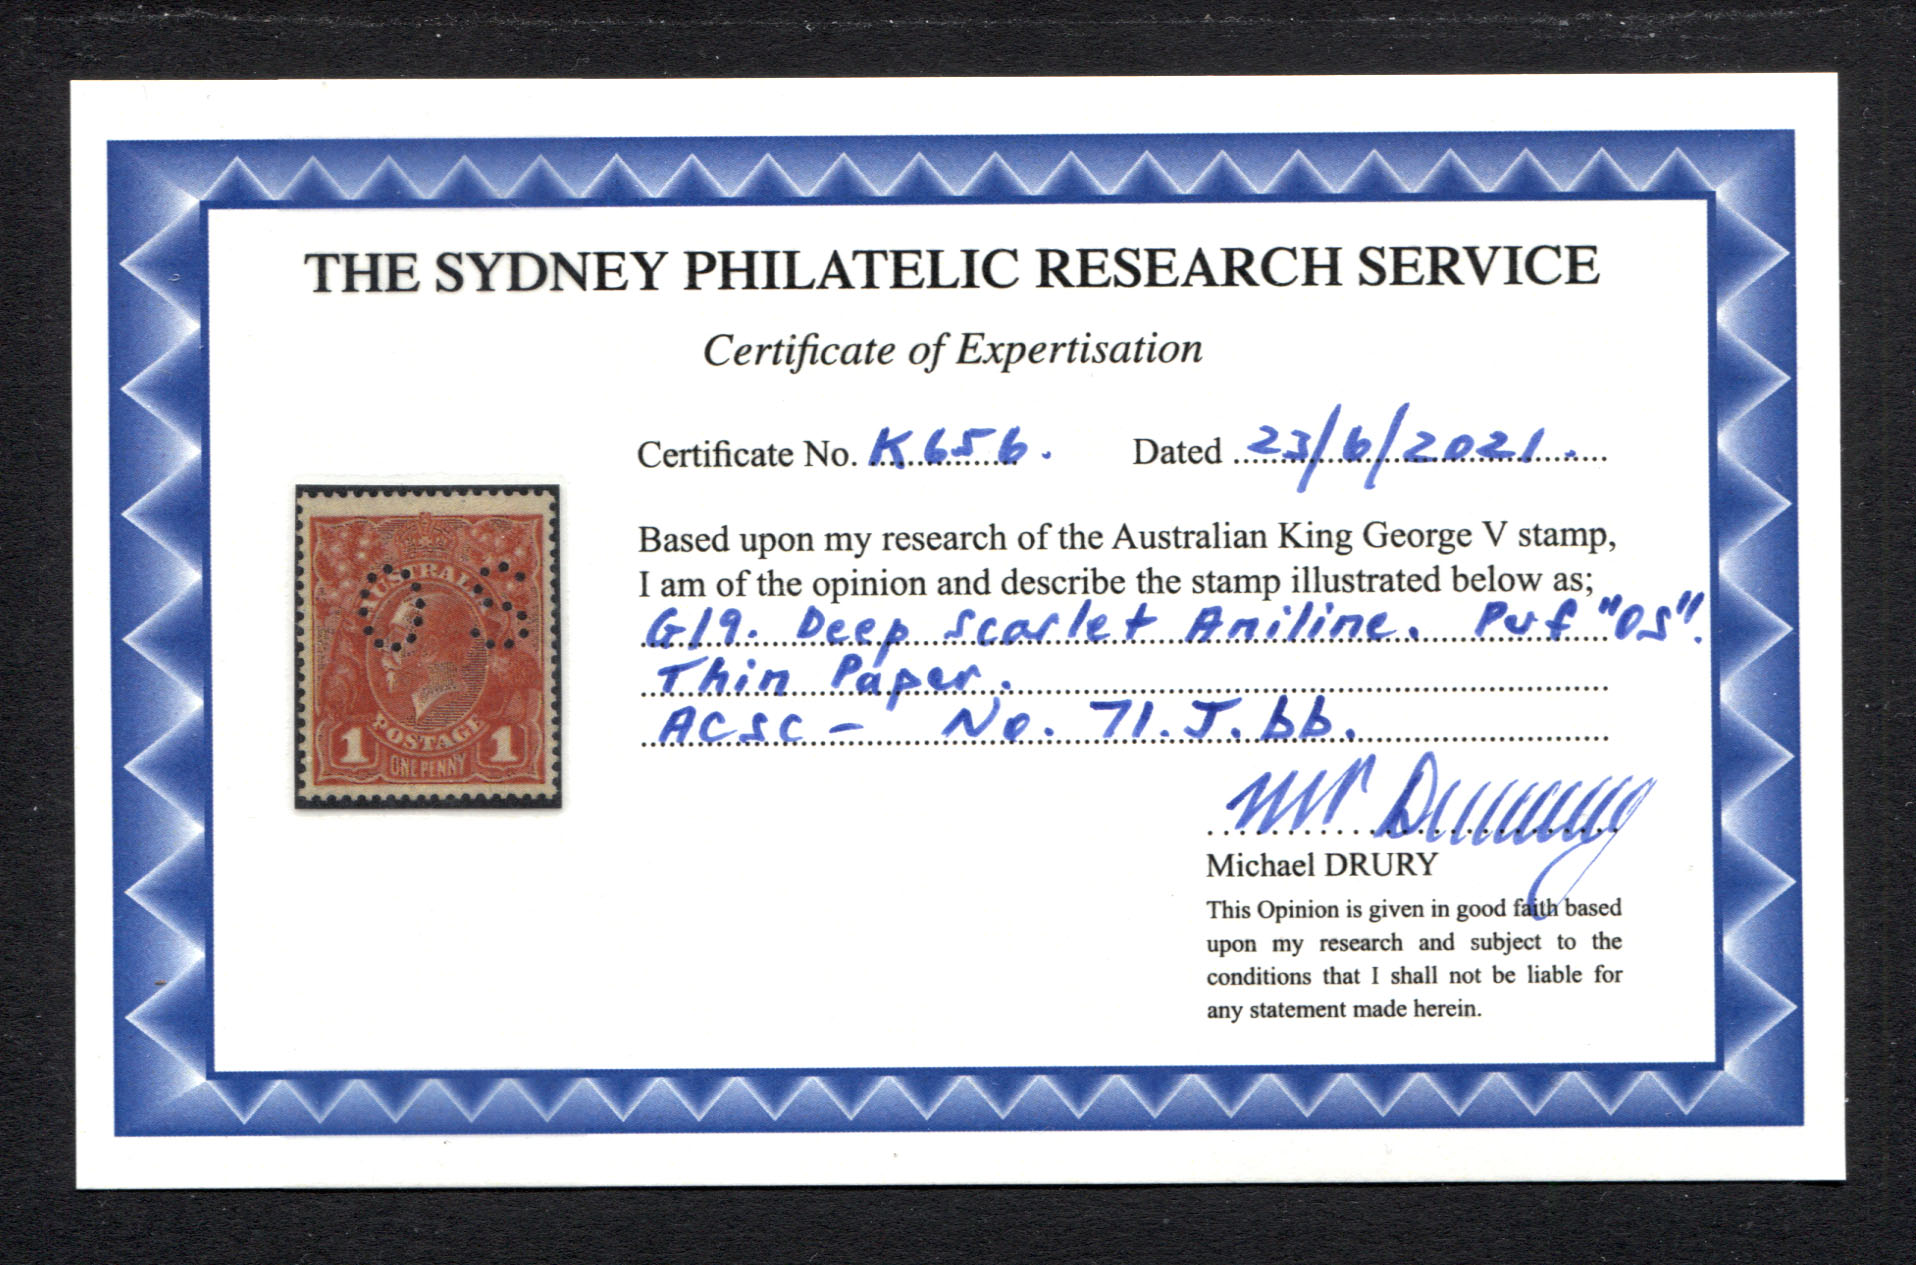 THE SYDNEY PHILATELIC RESEARCH SERVICE
Certificate of Expertisation
Certificate No. K656. Dated 23/6/2021.
Based upon my research of the Australian King George V stamp,
I am of the opinion and describe the stamp illustrated below as;
G19. Deep Scarlet Aniline. Puf "OS".
Thin Paper.
ACSC - No. 71.J.bb.
OS
AUSTRALIA
POSTAGE
1 ONE PENNY 1
MP Drury
Michael DRURY
This Opinion is given in good faith based
upon my research and subject to the
conditions that I shall not be liable for
any statement made herein.